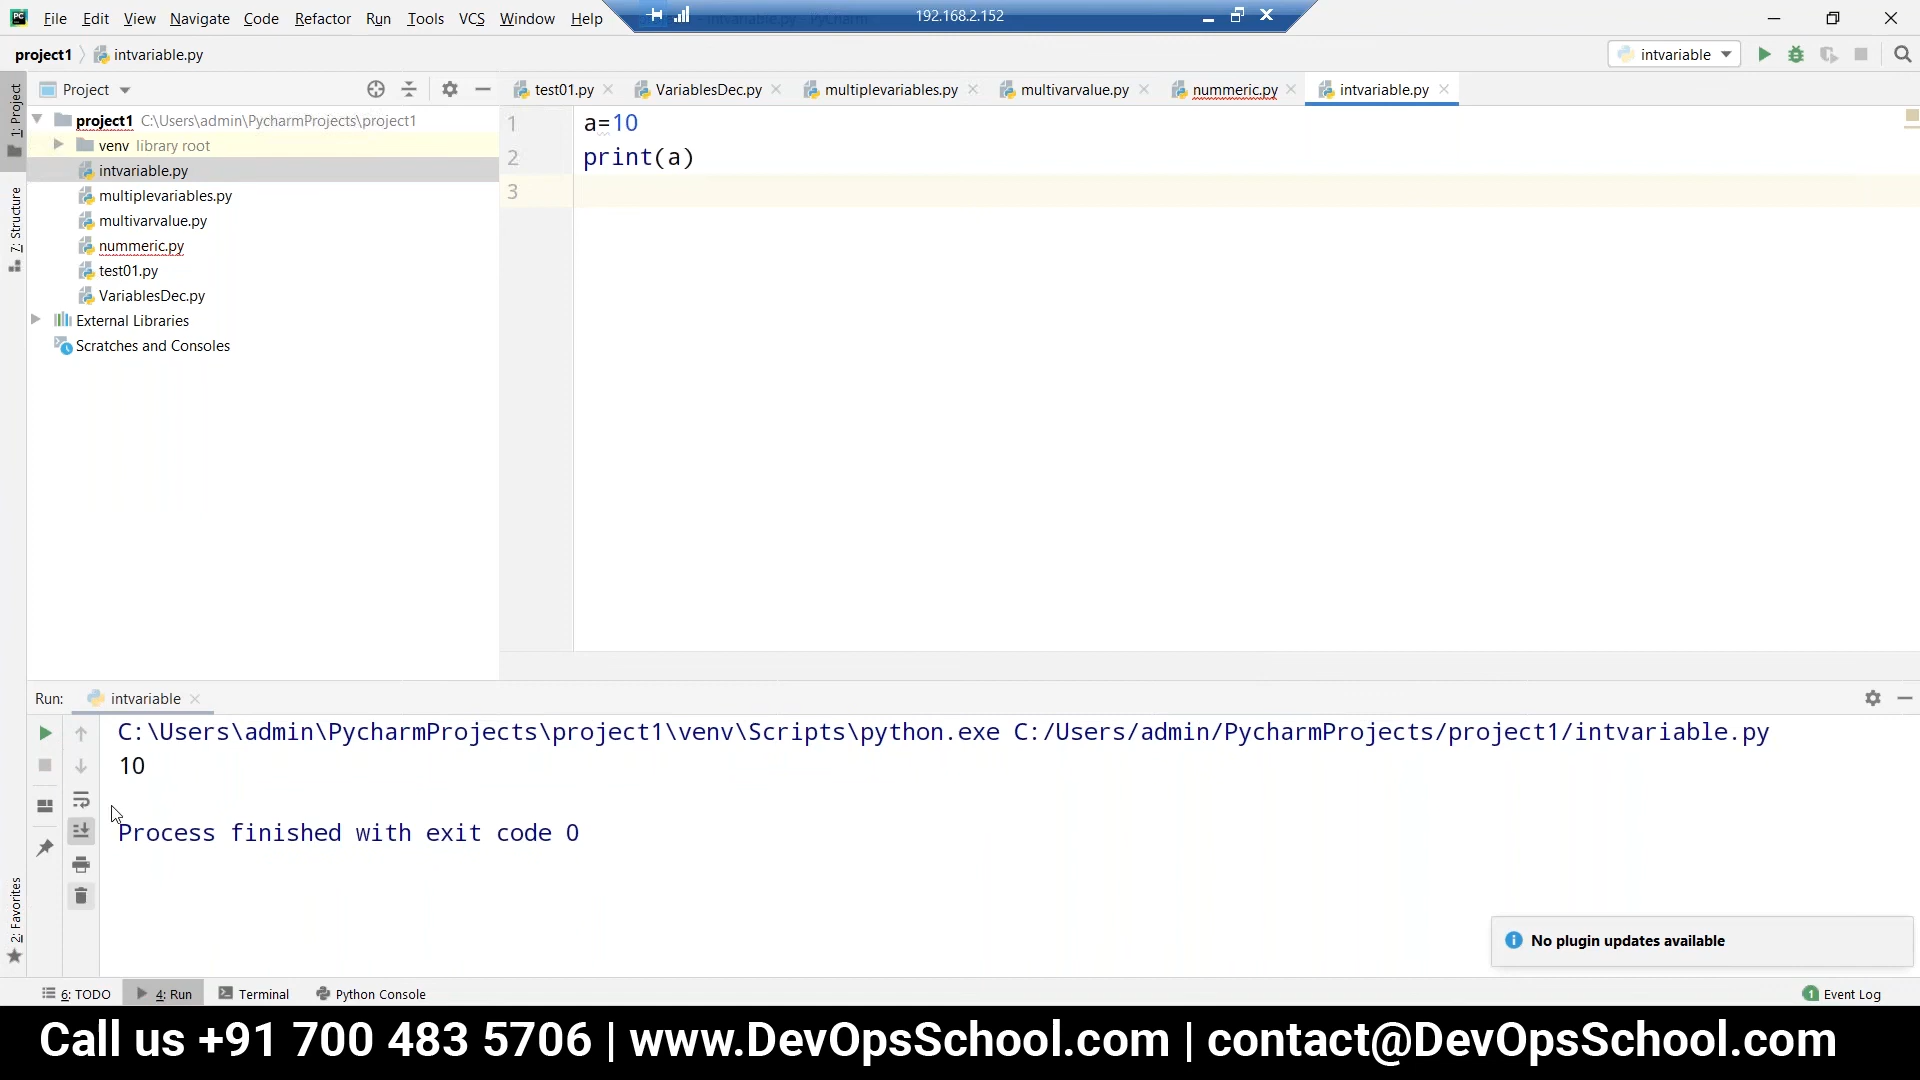 File Edit View Navigate Code Refactor Run Tools VCS Window Help
192.168.2.152
project1 intvariable.py
intvariable
1: Project
Project
test01.py VariablesDec.py multiplevariables.py multivarvalue.py nummeric.py intvariable.py
project1 C:\Users\admin\PycharmProjects\project1
venv library root
intvariable.py
multiplevariables.py
multivarvalue.py
nummeric.py
test01.py
VariablesDec.py
External Libraries
Scratches and Consoles
7: Structure
1 a=10
2 print(a)
3
Run: intvariable
C:\Users\admin\PycharmProjects\project1\venv\Scripts\python.exe C:/Users/admin/PycharmProjects/project1/intvariable.py
10
Process finished with exit code 0
2: Favorites
No plugin updates available
6: TODO 4: Run Terminal Python Console
1 Event Log
Call us +91 700 483 5706 | www.DevOpsSchool.com | contact@DevOpsSchool.com